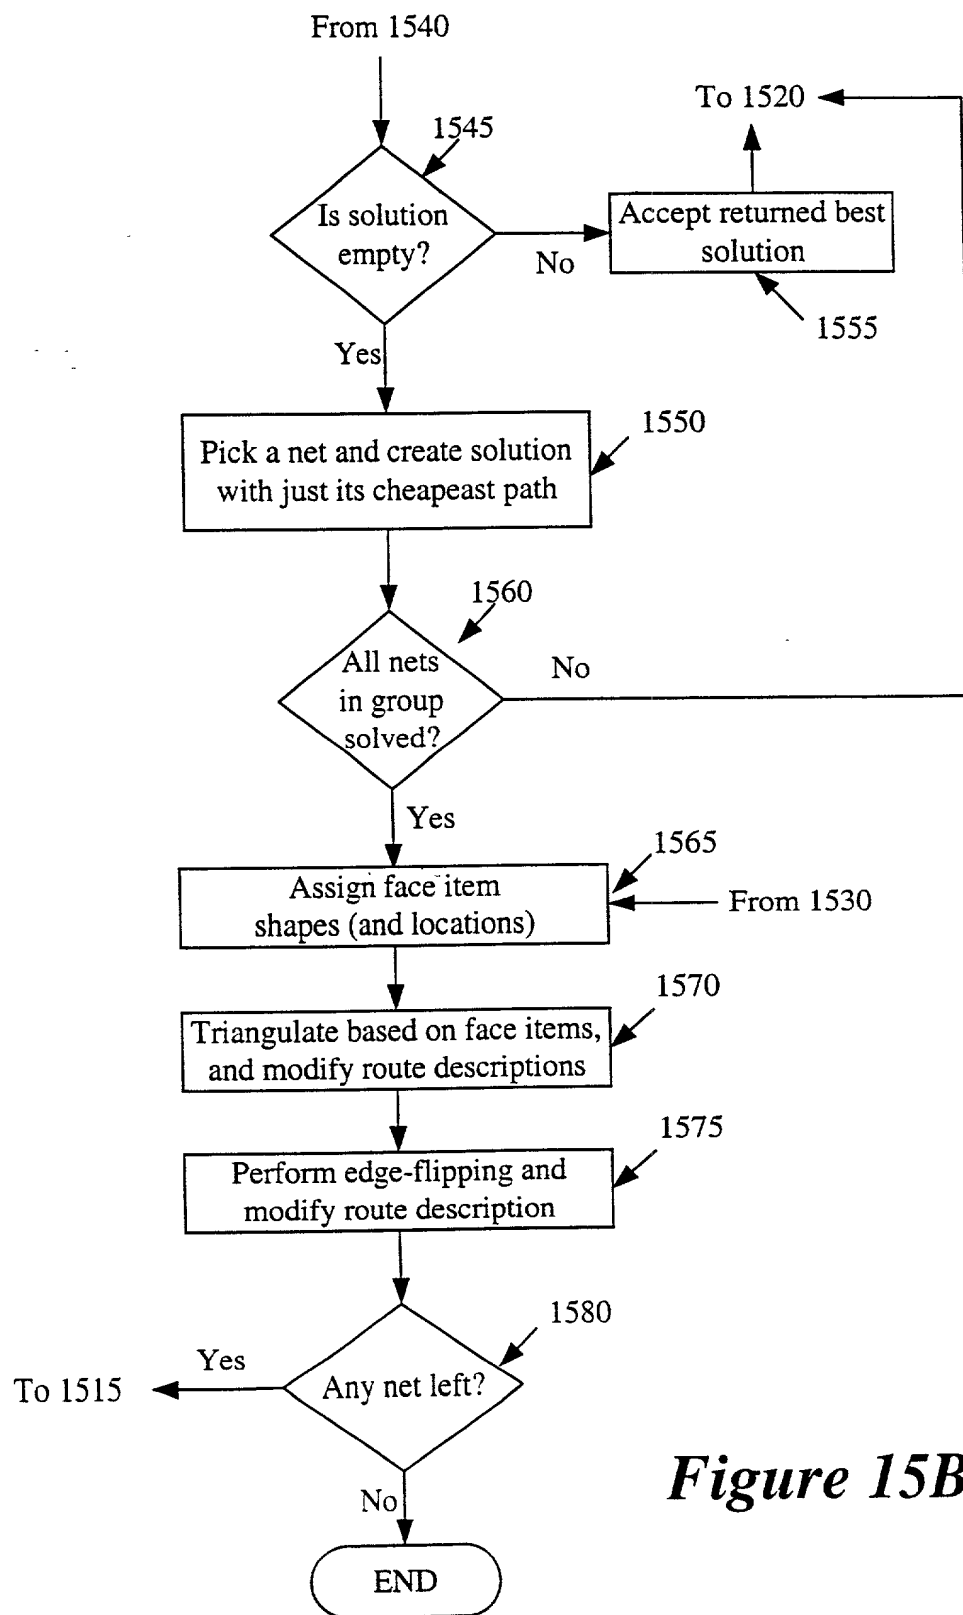 From 1540
To 1520
1545
Is solution
empty?
No
Accept returned best
solution
1555
Yes
1550
Pick a net and create solution
with just its cheapeast path
1560
All nets
in group
solved?
No
Yes
1565
Assign face item
shapes (and locations)
From 1530
1570
Triangulate based on face items,
and modify route descriptions
1575
Perform edge-flipping and
modify route description
1580
Yes
To 1515
Any net left?
Figure 15B
No
END